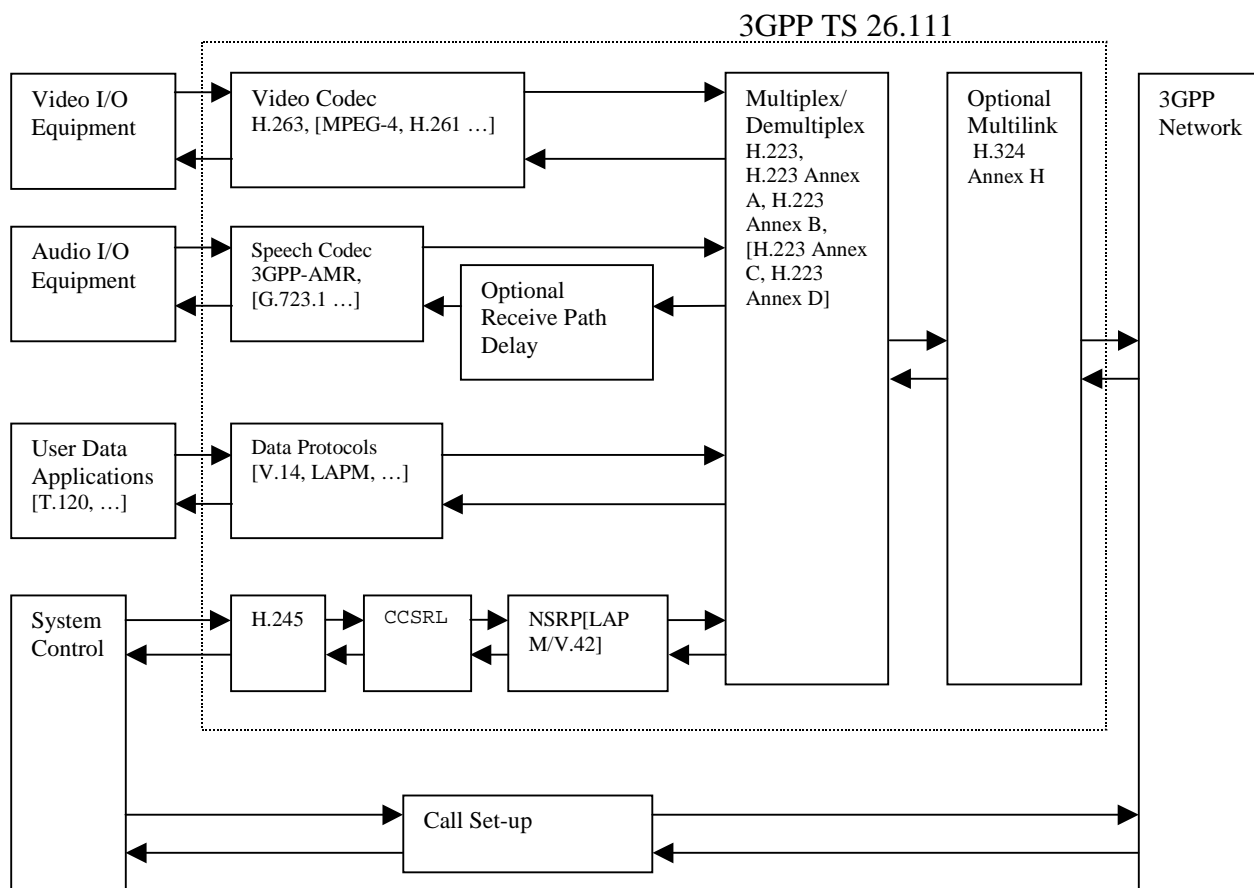 3GPP TS 26.111
Video I/O
Equipment
Video Codec
H.263, [MPEG-4, H.261 …]
Multiplex/
Demultiplex
H.223,
H.223 Annex
A, H.223
Annex B,
[H.223 Annex
C, H.223
Annex D]
Optional
Multilink
H.324
Annex H
3GPP
Network
Audio I/O
Equipment
Speech Codec
3GPP-AMR,
[G.723.1 …]
Optional
Receive Path
Delay
User Data
Applications
[T.120, …]
Data Protocols
[V.14, LAPM, …]
System
Control
H.245
CCSRL
NSRP[LAP
M/V.42]
Call Set-up